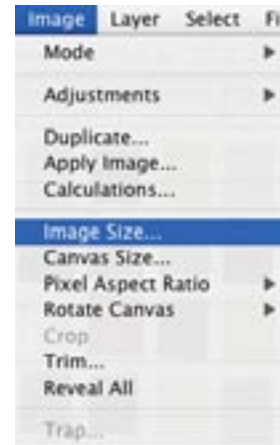 Image Layer Select Fi
Mode
Adjustments
Duplicate...
Apply Image...
Calculations...
Image Size...
Canvas Size...
Pixel Aspect Ratio
Rotate Canvas
Crop
Trim...
Reveal All
Trap...